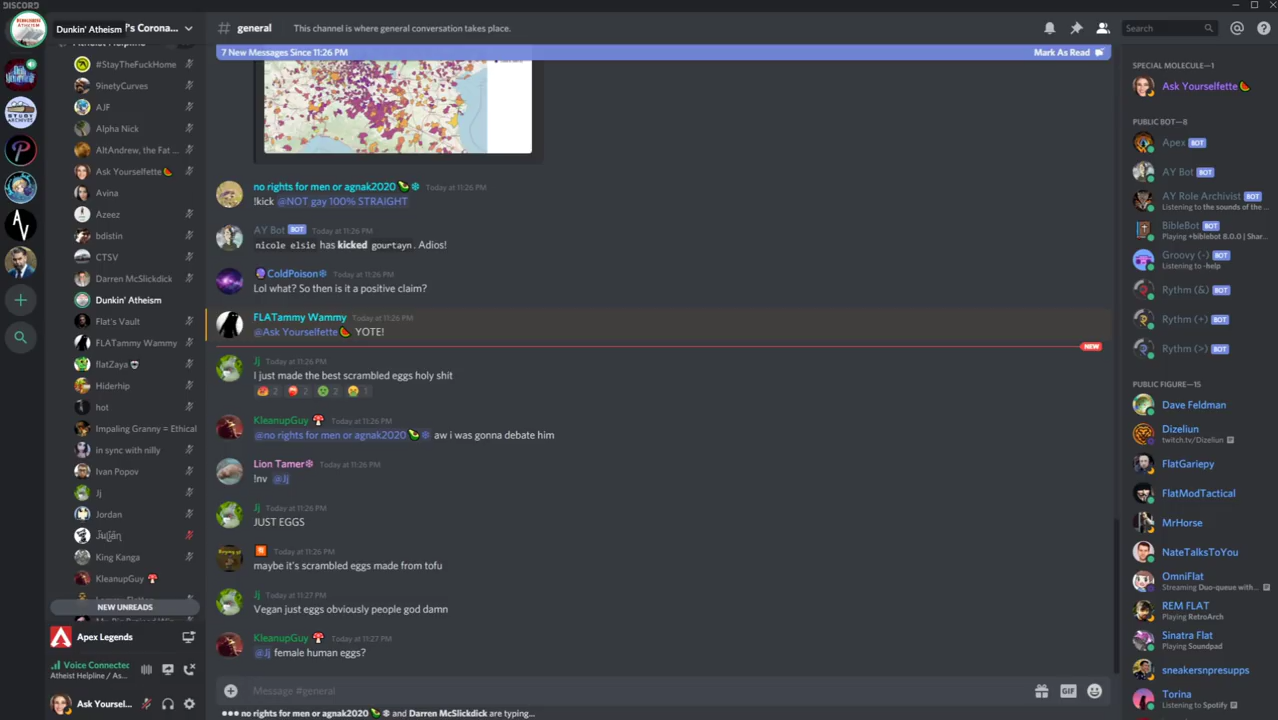 DISCORD
Dunkin' Atheism
's Corona...
# general
This channel is where general conversation takes place.
Search
7 New Messages Since 11:26 PM
Mark As Read
Atheist Helpline
#StayTheFuckHome
9inetyCurves
AJF
Alpha Nick
AltAndrew, the Fat ...
Ask Yourselfette
Avina
Azeez
bdistin
CTSV
Darren McSlickdick
Dunkin' Atheism
Flat's Vault
FLATammy Wammy
flatZaya
Hiderhip
hot
Impaling Granny = Ethical
in sync with nilly
Ivan Popov
Jj
Jordan
King Kanga
KleanupGuy
NEW UNREADS
Apex Legends
Voice Connected
Atheist Helpline / As...
Ask Yoursel...
no rights for men or agnak2020 Today at 11:26 PM
!kick @NOT gay 100% STRAIGHT
AY Bot BOT Today at 11:26 PM
nicole elsie has kicked gourtayn. Adios!
ColdPoison Today at 11:26 PM
Lol what? So then is it a positive claim?
FLATammy Wammy Today at 11:26 PM
@Ask Yourselfette YOTE!
NEW
Jj Today at 11:26 PM
I just made the best scrambled eggs holy shit
2 2 2 1
KleanupGuy Today at 11:26 PM
@no rights for men or agnak2020 aw i was gonna debate him
Lion Tamer Today at 11:26 PM
!nv @Jj
Jj Today at 11:26 PM
JUST EGGS
Today at 11:26 PM
maybe it's scrambled eggs made from tofu
Jj Today at 11:27 PM
Vegan just eggs obviously people god damn
KleanupGuy Today at 11:27 PM
@Jj female human eggs?
Message #general
GIF
no rights for men or agnak2020 and Darren McSlickdick are typing...
SPECIAL MOLECULE—1
Ask Yourselfette
PUBLIC BOT—8
Apex BOT
AY Bot BOT
AY Role Archivist BOT
Listening to the sounds of the...
BibleBot BOT
Playing +biblebot 8.0.0 | Shar...
Groovy (-) BOT
Listening to -help
Rythm (&) BOT
Rythm (+) BOT
Rythm (>) BOT
PUBLIC FIGURE—15
Dave Feldman
Dizeliun
twitch.tv/Dizeliun
FlatGariepy
FlatModTactical
MrHorse
NateTalksToYou
OmniFlat
Streaming Duo-queue with...
REM FLAT
Playing RetroArch
Sinatra Flat
Playing Soundpad
sneakersnpresupps
Torina
Listening to Spotify